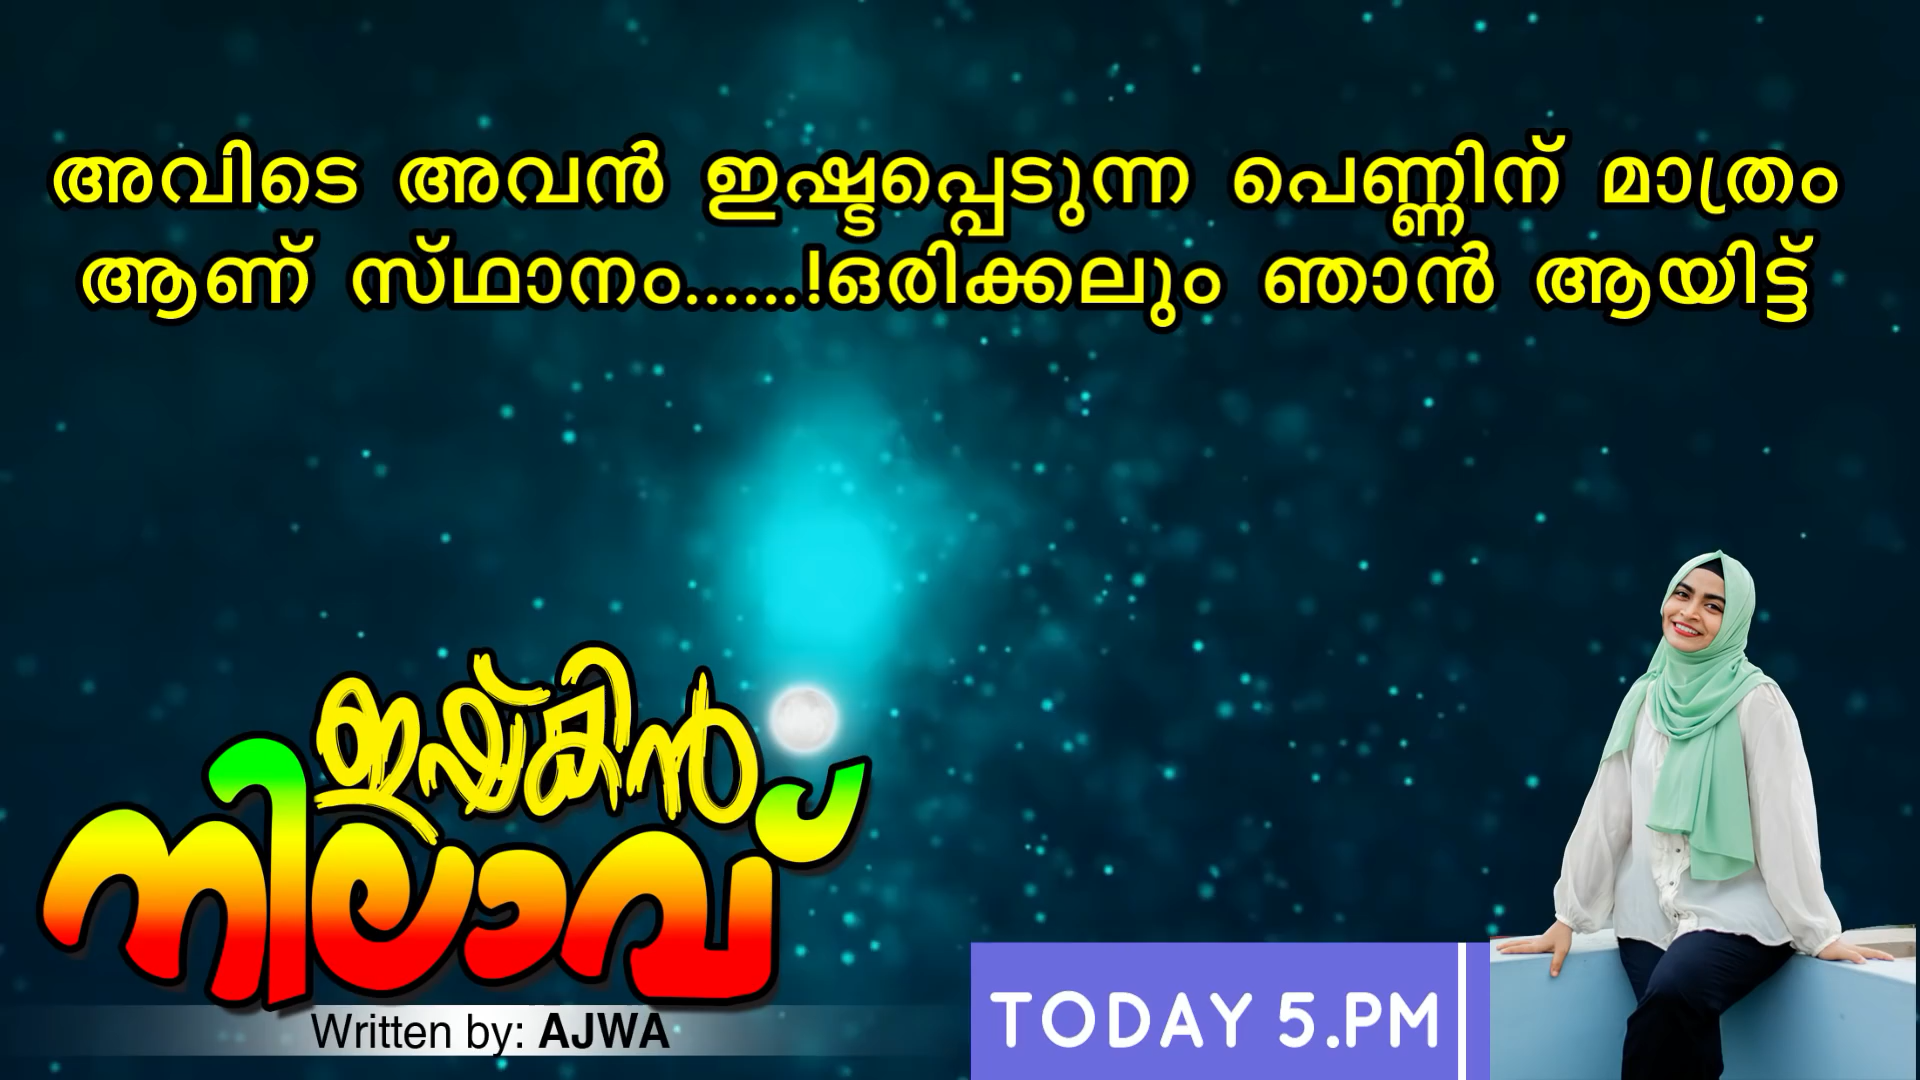 അവിടെ അവൻ ഇഷ്ടപ്പെടുന്ന പെണ്ണിന് മാത്രം
ആണ് സ്ഥാനം......!ഒരിക്കലും ഞാൻ ആയിട്ട്
ഇഷ്കിൻ
നിലാവ്
Written by: AJWA
TODAY 5.PM